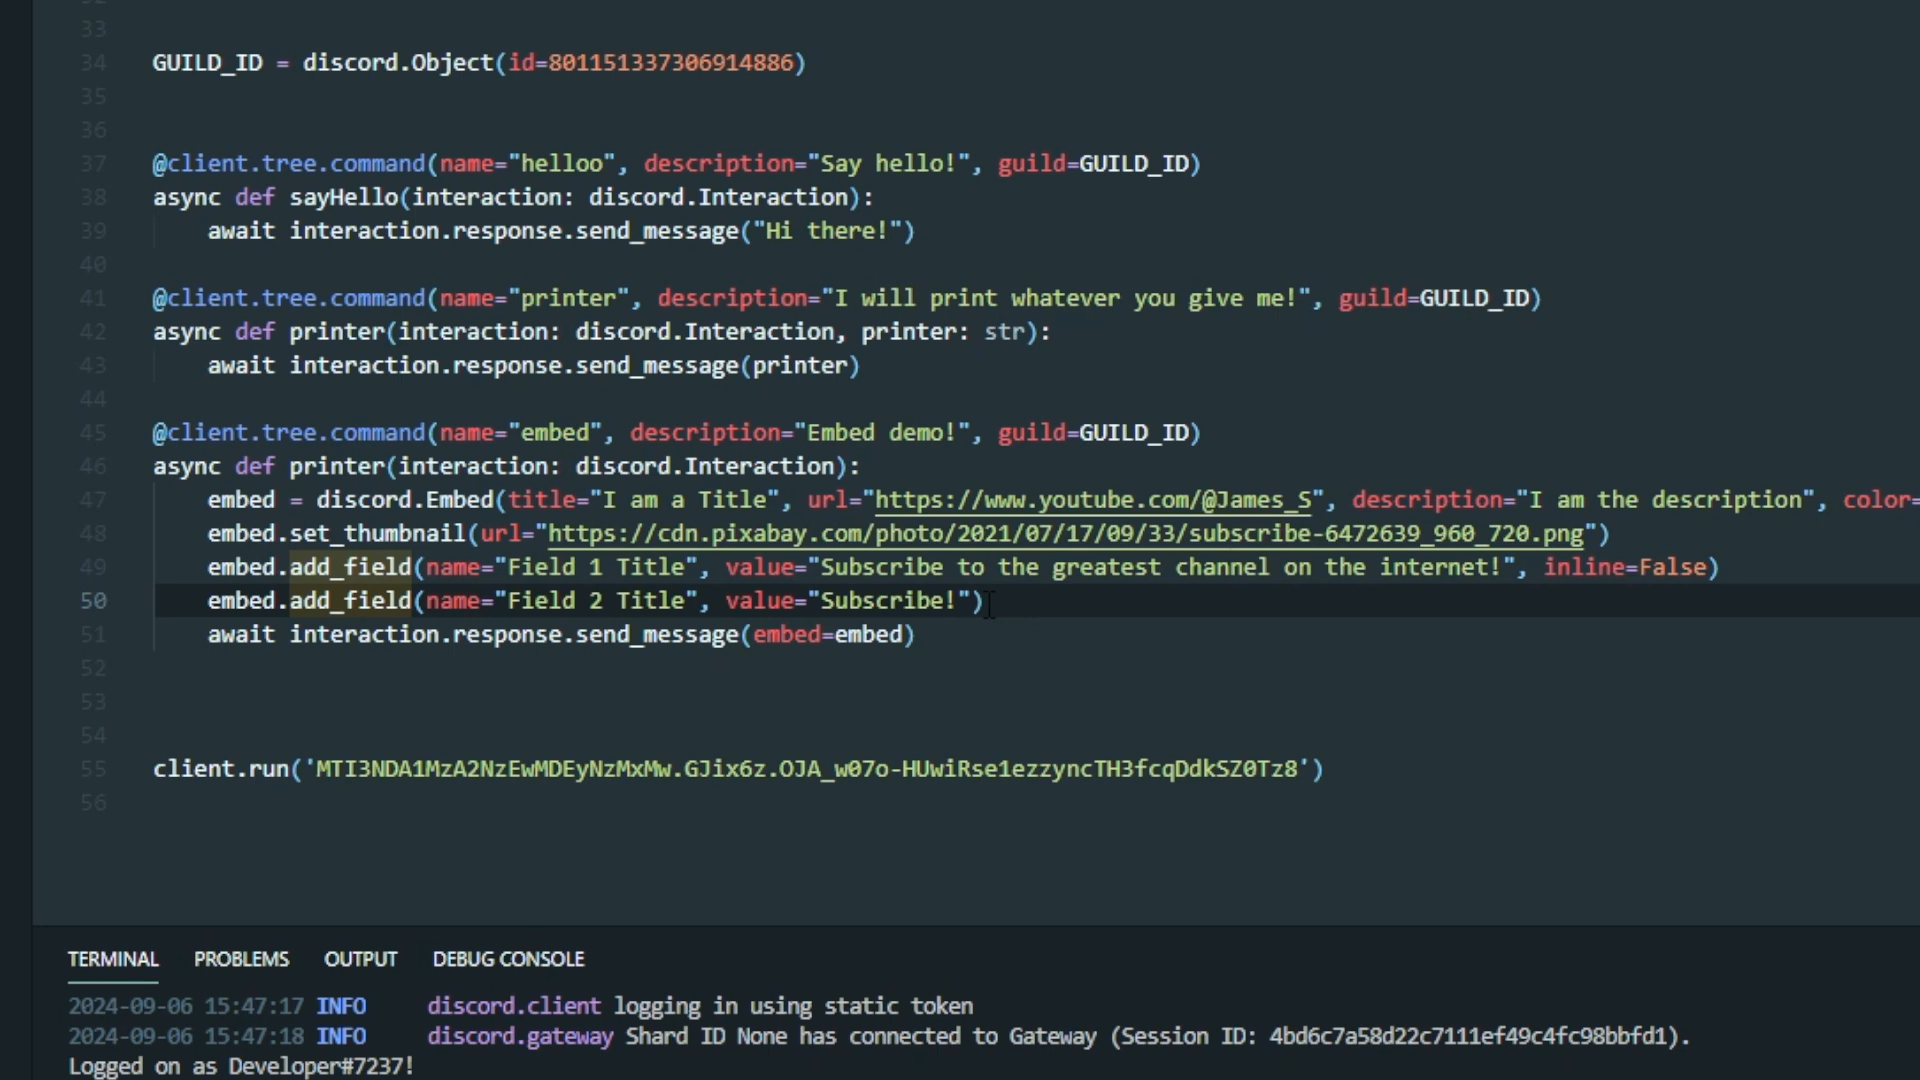 33
34 GUILD_ID = discord.Object(id=801151337306914886)
35
36
37 @client.tree.command(name="helloo", description="Say hello!", guild=GUILD_ID)
38 async def sayHello(interaction: discord.Interaction):
39 await interaction.response.send_message("Hi there!")
40
41 @client.tree.command(name="printer", description="I will print whatever you give me!", guild=GUILD_ID)
42 async def printer(interaction: discord.Interaction, printer: str):
43 await interaction.response.send_message(printer)
44
45 @client.tree.command(name="embed", description="Embed demo!", guild=GUILD_ID)
46 async def printer(interaction: discord.Interaction):
47 embed = discord.Embed(title="I am a Title", url="https://www.youtube.com/@James_S", description="I am the description", color=
48 embed.set_thumbnail(url="https://cdn.pixabay.com/photo/2021/07/17/09/33/subscribe-6472639_960_720.png")
49 embed.add_field(name="Field 1 Title", value="Subscribe to the greatest channel on the internet!", inline=False)
50 embed.add_field(name="Field 2 Title", value="Subscribe!")
51 await interaction.response.send_message(embed=embed)
52
53
54
55 client.run('MTI3NDA1MzA2NzEwMDEyNzMxMw.GJix6z.OJA_w07o-HUwiRse1ezzyncTH3fcqDdkSZ0Tz8')
56
TERMINAL PROBLEMS OUTPUT DEBUG CONSOLE
2024-09-06 15:47:17 INFO discord.client logging in using static token
2024-09-06 15:47:18 INFO discord.gateway Shard ID None has connected to Gateway (Session ID: 4bd6c7a58d22c7111ef49c4fc98bbfd1).
Logged on as Developer#7237!